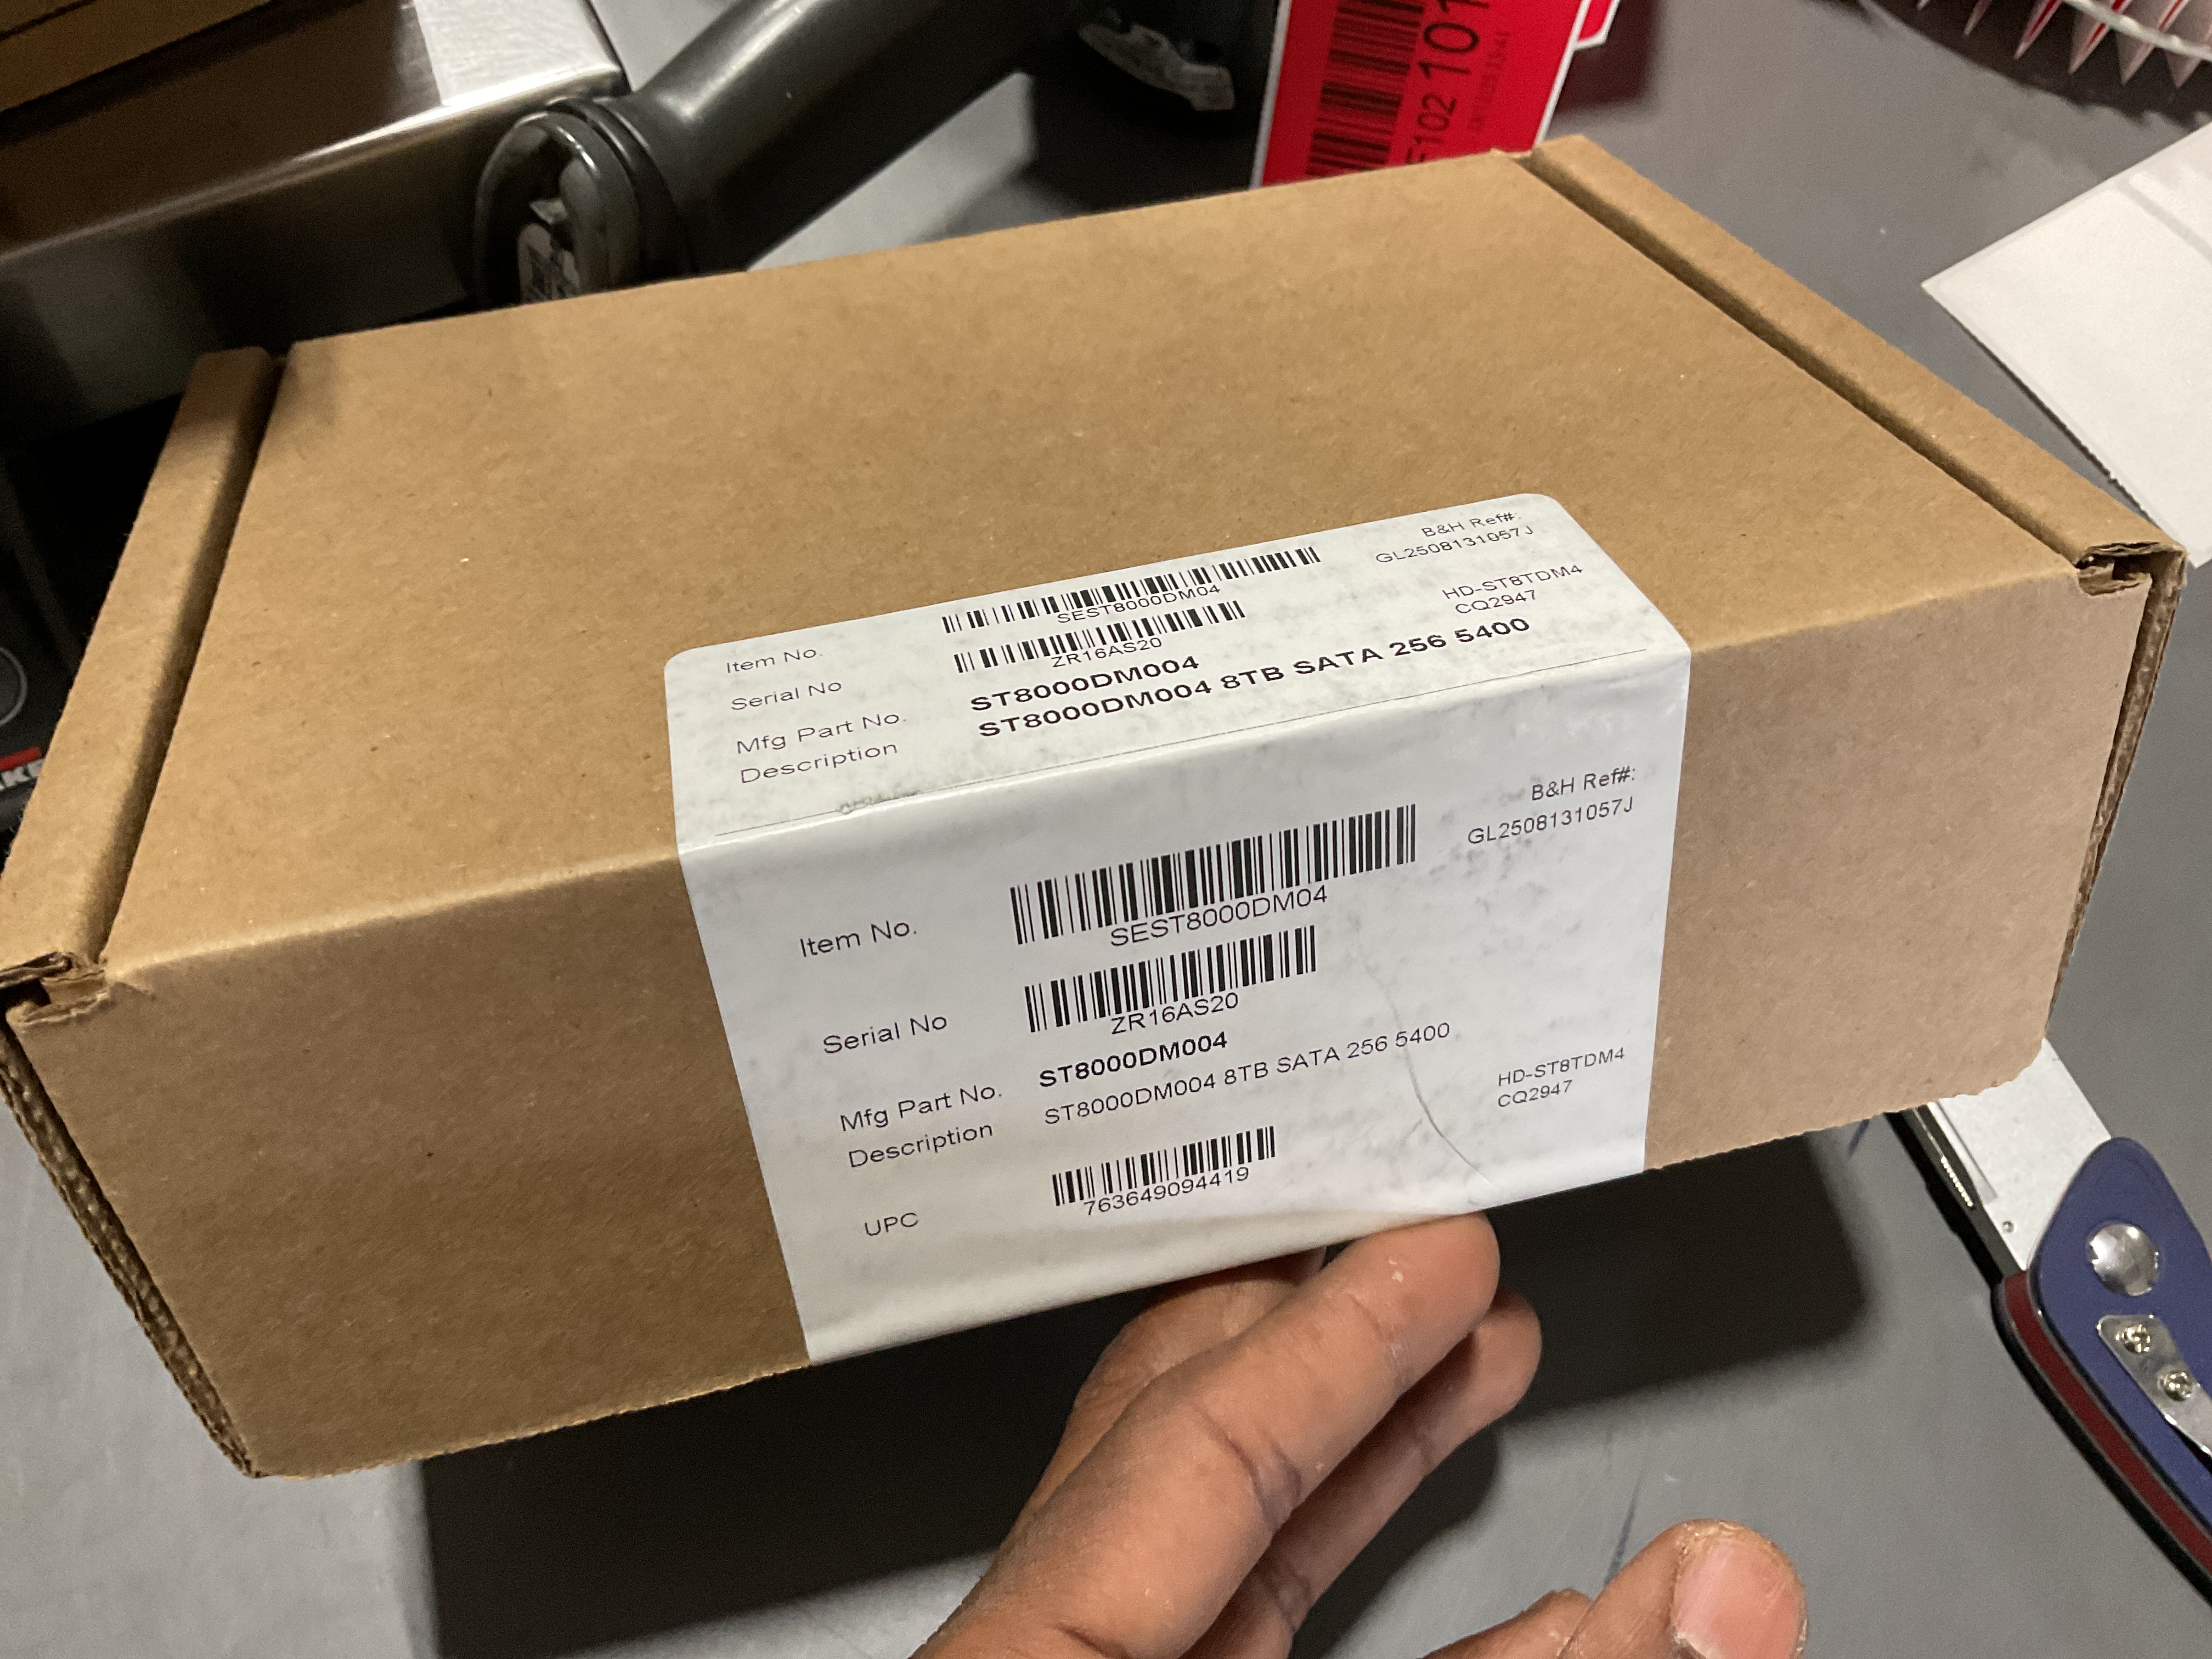 F102 101
B&H Ref#:
GL2508131057J
SEST8000DM04
Item No.
HD-ST8TDM4
CQ2947
ZR16AS20
Serial No
ST8000DM004
Mfg Part No.
ST8000DM004 8TB SATA 256 5400
Description
B&H Ref#:
GL2508131057J
SEST8000DM04
Item No.
ZR16AS20
Serial No
ST8000DM004
Mfg Part No.
ST8000DM004 8TB SATA 256 5400
Description
HD-ST8TDM4
CQ2947
763649094419
UPC